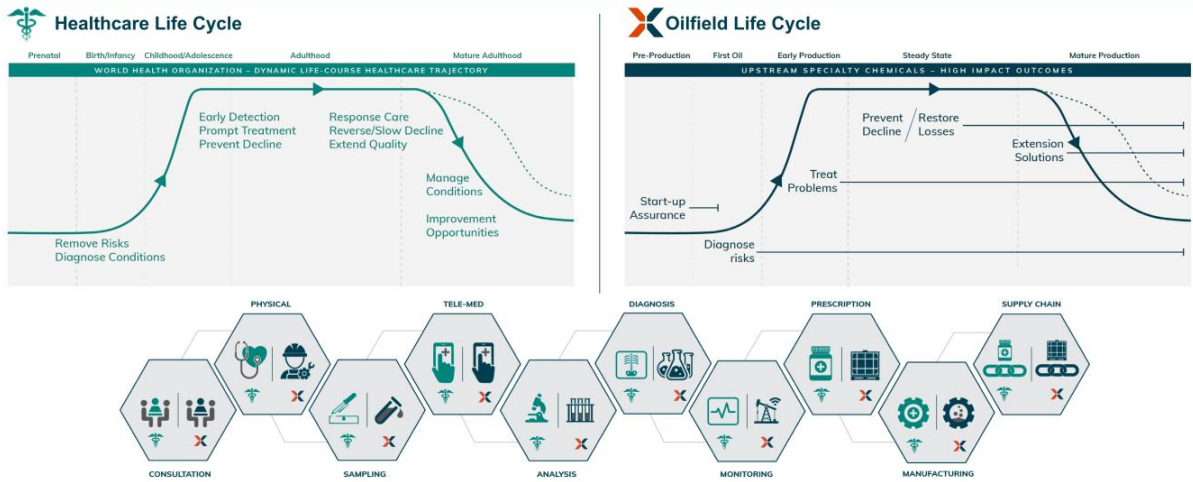 Healthcare Life Cycle
Prenatal
Birth/Infancy
Childhood/Adolescence
Adulthood
Mature Adulthood
WORLD HEALTH ORGANIZATION – DYNAMIC LIFE-COURSE HEALTHCARE TRAJECTORY
Early Detection
Prompt Treatment
Prevent Decline
Response Care
Reverse/Slow Decline
Extend Quality
Manage
Conditions
Improvement
Opportunities
Remove Risks
Diagnose Conditions
Oilfield Life Cycle
Pre-Production
First Oil
Early Production
Steady State
Mature Production
UPSTREAM SPECIALTY CHEMICALS – HIGH IMPACT OUTCOMES
Prevent
Decline
Restore
Losses
Extension
Solutions
Treat
Problems
Start-up
Assurance
Diagnose
risks
PHYSICAL
TELE-MED
DIAGNOSIS
PRESCRIPTION
SUPPLY CHAIN
CONSULTATION
SAMPLING
ANALYSIS
MONITORING
MANUFACTURING